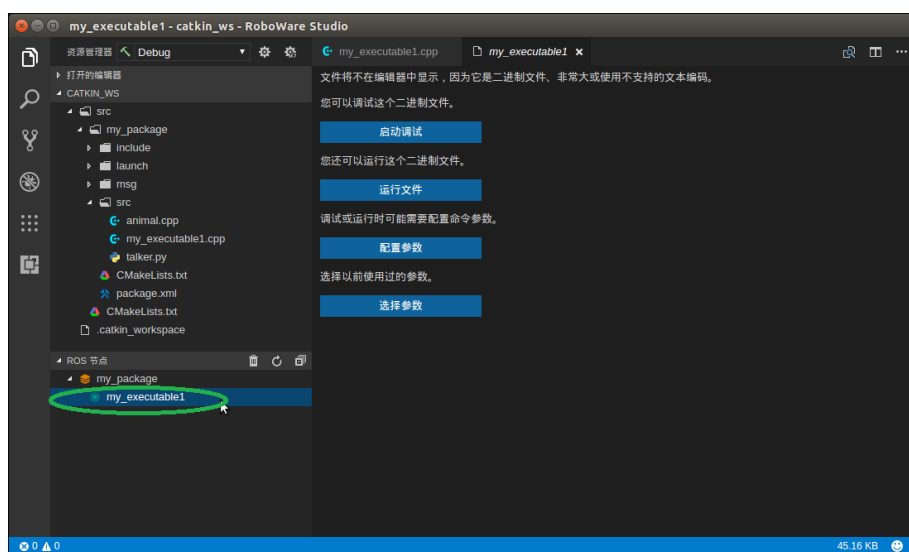 my_executable1 - catkin_ws - RoboWare Studio
资源管理器 Debug
my_executable1.cpp my_executable1
打开的编辑器
CATKIN_WS
src
my_package
include
launch
msg
src
animal.cpp
my_executable1.cpp
talker.py
CMakeLists.txt
package.xml
CMakeLists.txt
.catkin_workspace
ROS 节点
my_package
my_executable1
文件将不在编辑器中显示，因为它是二进制文件、非常大或使用不支持的文本编码。
您可以调试这个二进制文件。
启动调试
您还可以运行这个二进制文件。
运行文件
调试或运行时可能需要配置命令参数。
配置参数
选择以前使用过的参数。
选择参数
0 0
45.16 KB